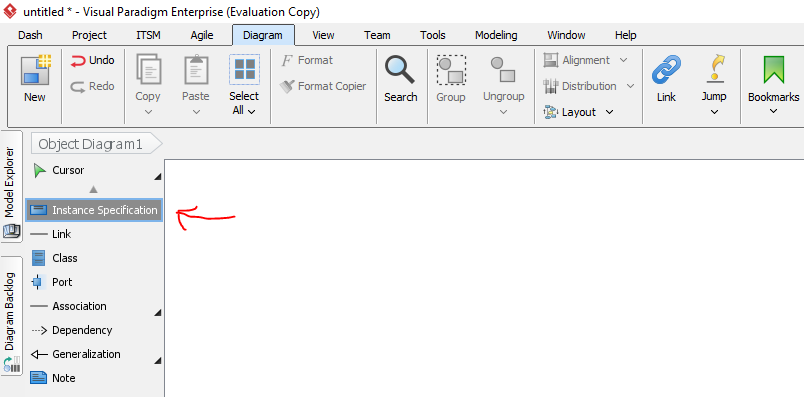 untitled * - Visual Paradigm Enterprise (Evaluation Copy)
Dash Project ITSM Agile Diagram View Team Tools Modeling Window Help
New
Undo
Redo
Copy
Paste
Select
All
F Format
Format Copier
Search
Group
Ungroup
Alignment
Distribution
Layout
Link
Jump
Bookmarks
Model Explorer
Diagram Backlog
Object Diagram1
Cursor
Instance Specification
Link
Class
Port
Association
Dependency
Generalization
Note